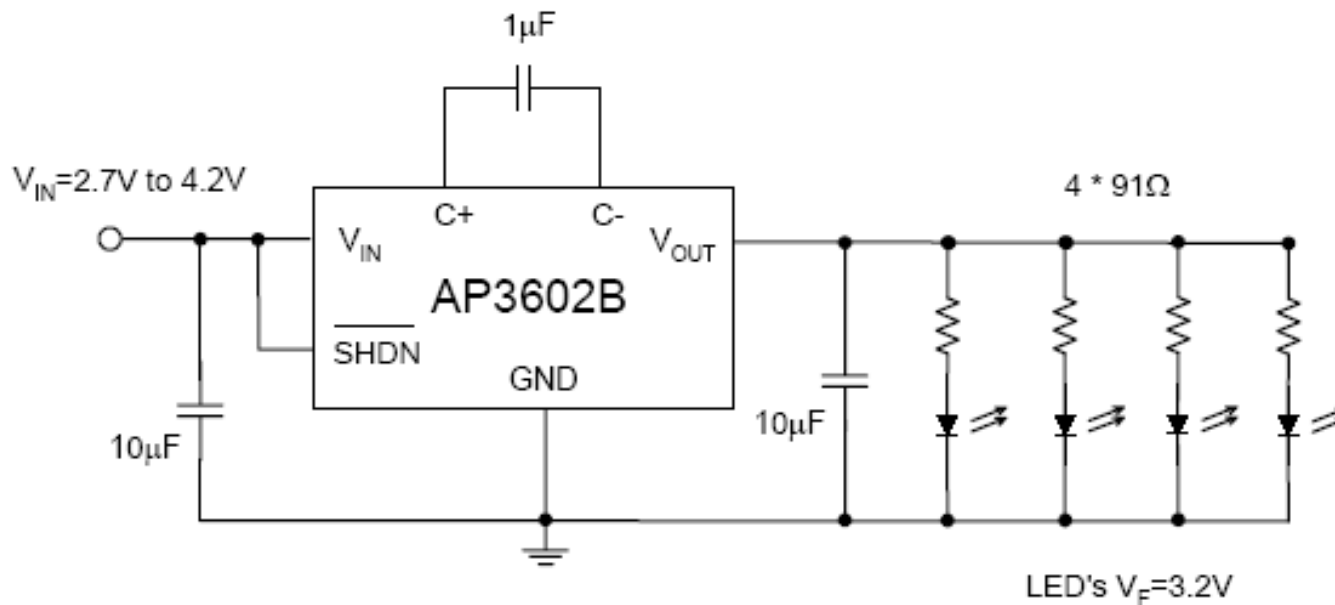 1μF
V_IN=2.7V to 4.2V
4 * 91Ω
C+
C-
V_IN
V_OUT
AP3602B
SHDN
GND
10μF
10μF
LED's V_F=3.2V